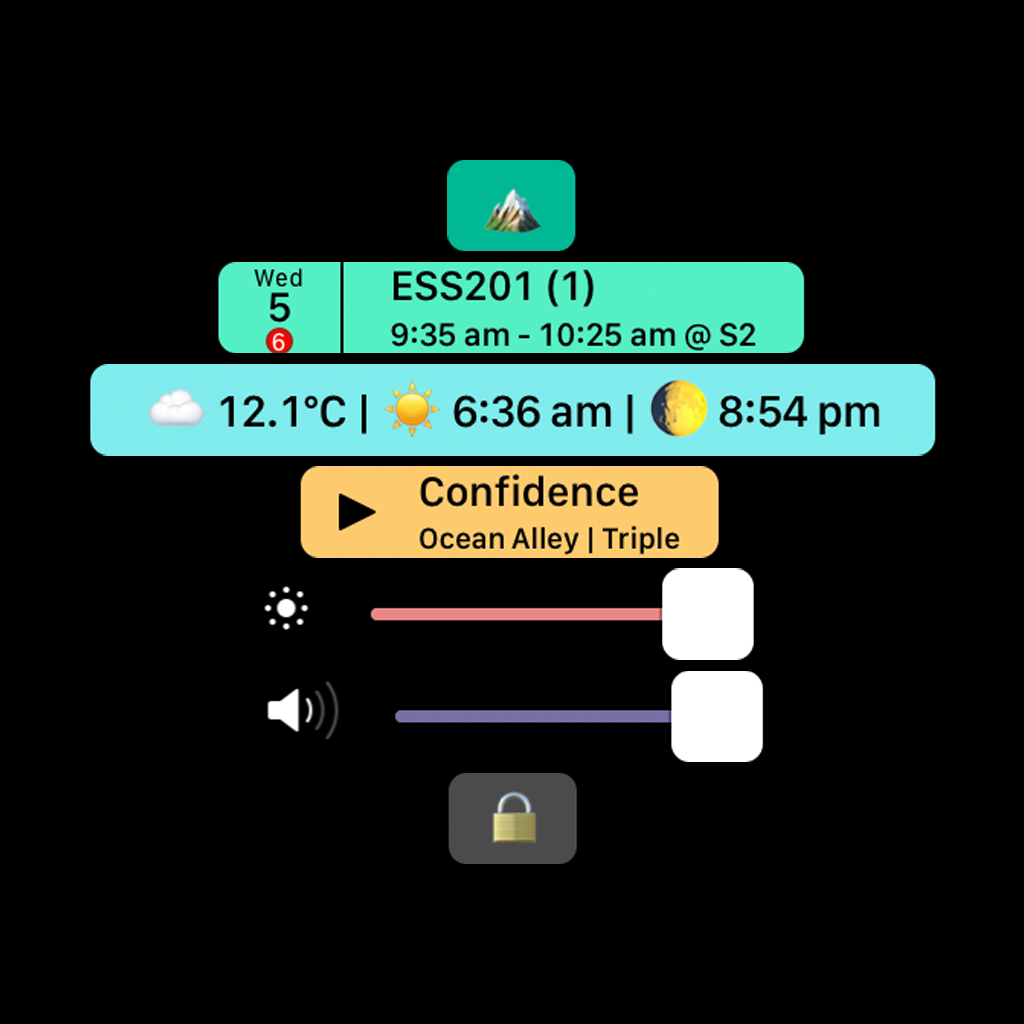 Wed
5
6
ESS201 (1)
9:35 am - 10:25 am @ S2
12.1°C | 6:36 am | 8:54 pm
Confidence
Ocean Alley | Triple